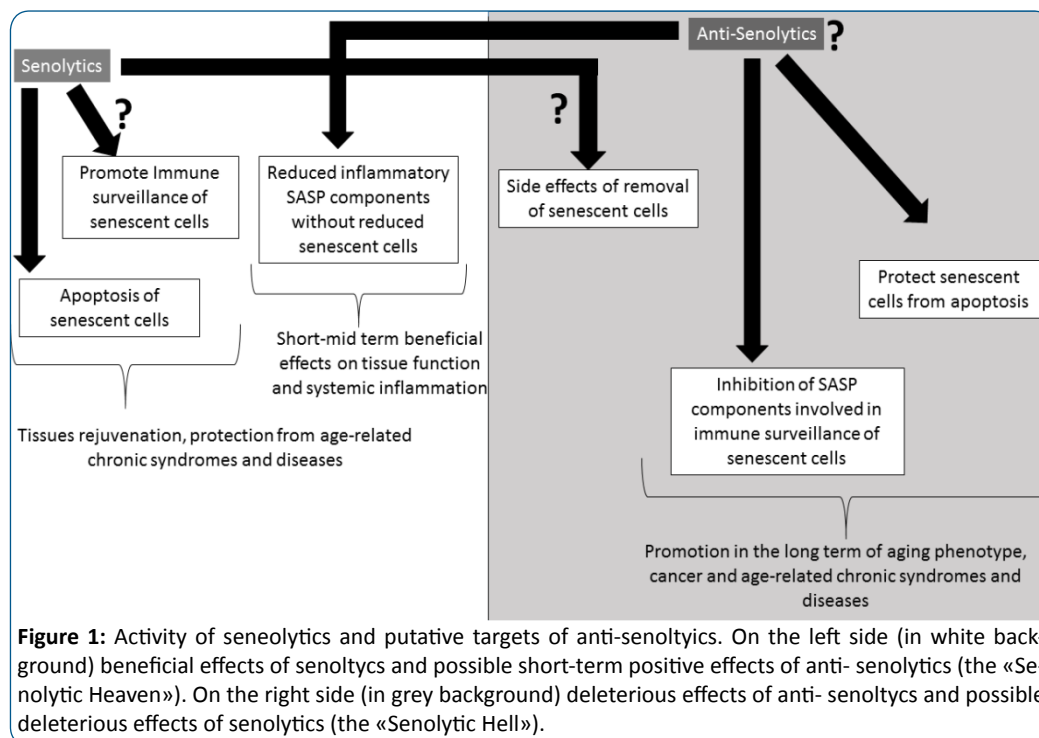 Senolytics
Anti-Senolytics
?
?
?
Promote Immune
surveillance of
senescent cells
Reduced inflammatory
SASP components
without reduced
senescent cells
Side effects of removal
of senescent cells
Apoptosis of
senescent cells
Protect senescent
cells from apoptosis
Short-mid term beneficial
effects on tissue function
and systemic inflammation
Inhibition of SASP
components involved in
immune surveillance of
senescent cells
Tissues rejuvenation, protection from age-related
chronic syndromes and diseases
Promotion in the long term of aging phenotype,
cancer and age-related chronic syndromes and
diseases
Figure 1: Activity of seneolytics and putative targets of anti-senoltyics. On the left side (in white back-
ground) beneficial effects of senoltycs and possible short-term positive effects of anti- senolytics (the «Se-
nolytic Heaven»). On the right side (in grey background) deleterious effects of anti- senoltycs and possible
deleterious effects of senolytics (the «Senolytic Hell»).